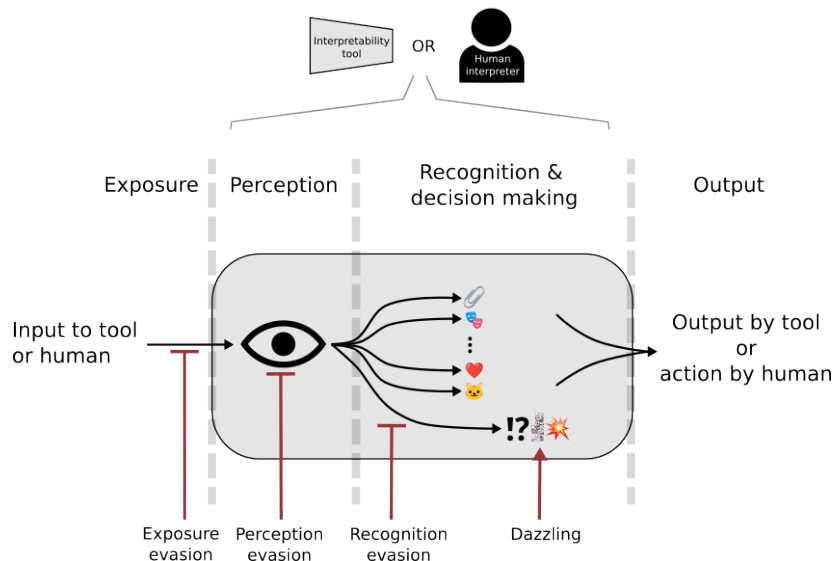 Interpretability
tool
OR
Human
interpreter
Exposure
Perception
Recognition &
decision making
Output
Input to tool
or human
Output by tool
or
action by human
⋮
!?
Exposure
evasion
Perception
evasion
Recognition
evasion
Dazzling